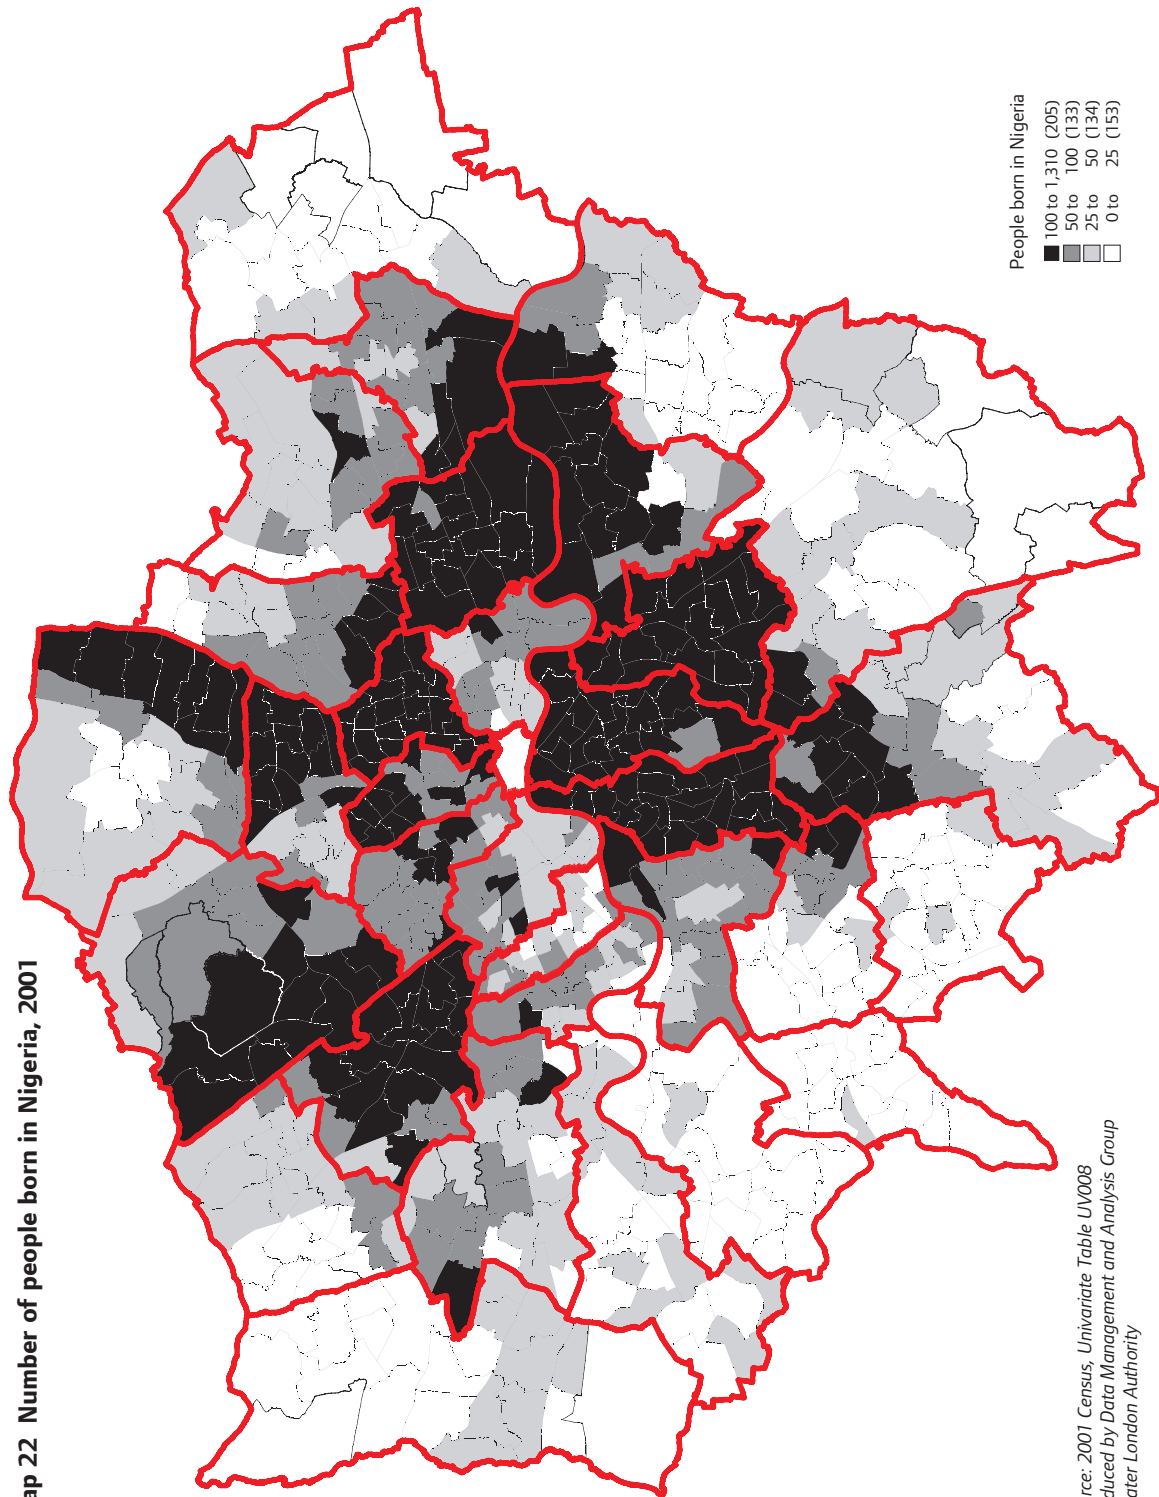 ap 22 Number of people born in Nigeria, 2001
People born in Nigeria
100 to 1,310 (205)
50 to 100 (133)
25 to 50 (134)
0 to 25 (153)
rce: 2001 Census, Univariate Table UV008
duced by Data Management and Analysis Group
ater London Authority